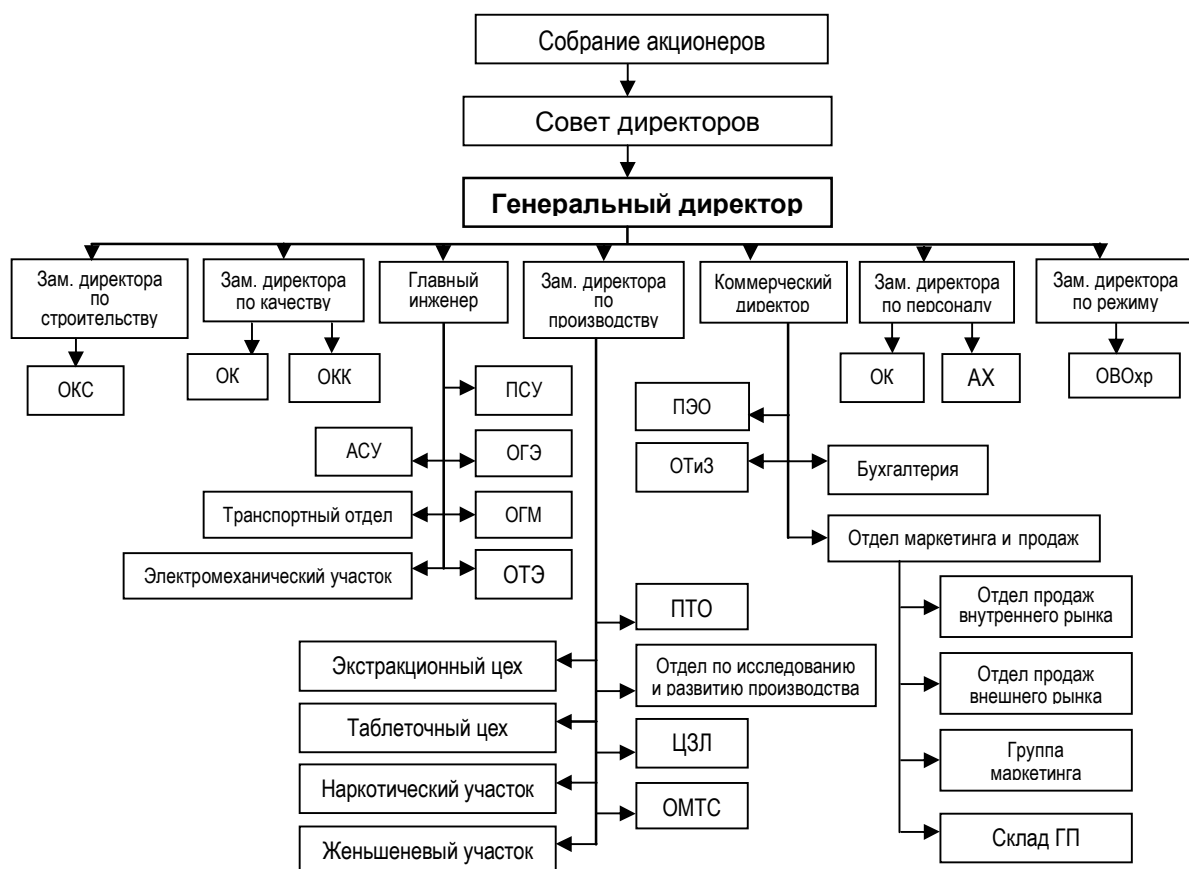 Собрание акционеров
Совет директоров
Генеральный директор
Зам. директора
по
строительству
Зам. директора
по качеству
Главный
инженер
Зам. директора
по
производству
Коммерческий
директор
Зам. директора
по персоналу
Зам. директора
по режиму
ОКС
ОК
ОКК
ОК
АХ
ОВОхр
ПСУ
АСУ
ОГЭ
Транспортный отдел
ОГМ
Электромеханический участок
ОТЭ
ПЭО
ОТиЗ
Бухгалтерия
Отдел маркетинга и продаж
ПТО
Экстракционный цех
Отдел по исследованию
и развитию производства
Таблеточный цех
ЦЗЛ
Наркотический участок
ОМТС
Женьшеневый участок
Отдел продаж
внутреннего рынка
Отдел продаж
внешнего рынка
Группа
маркетинга
Склад ГП